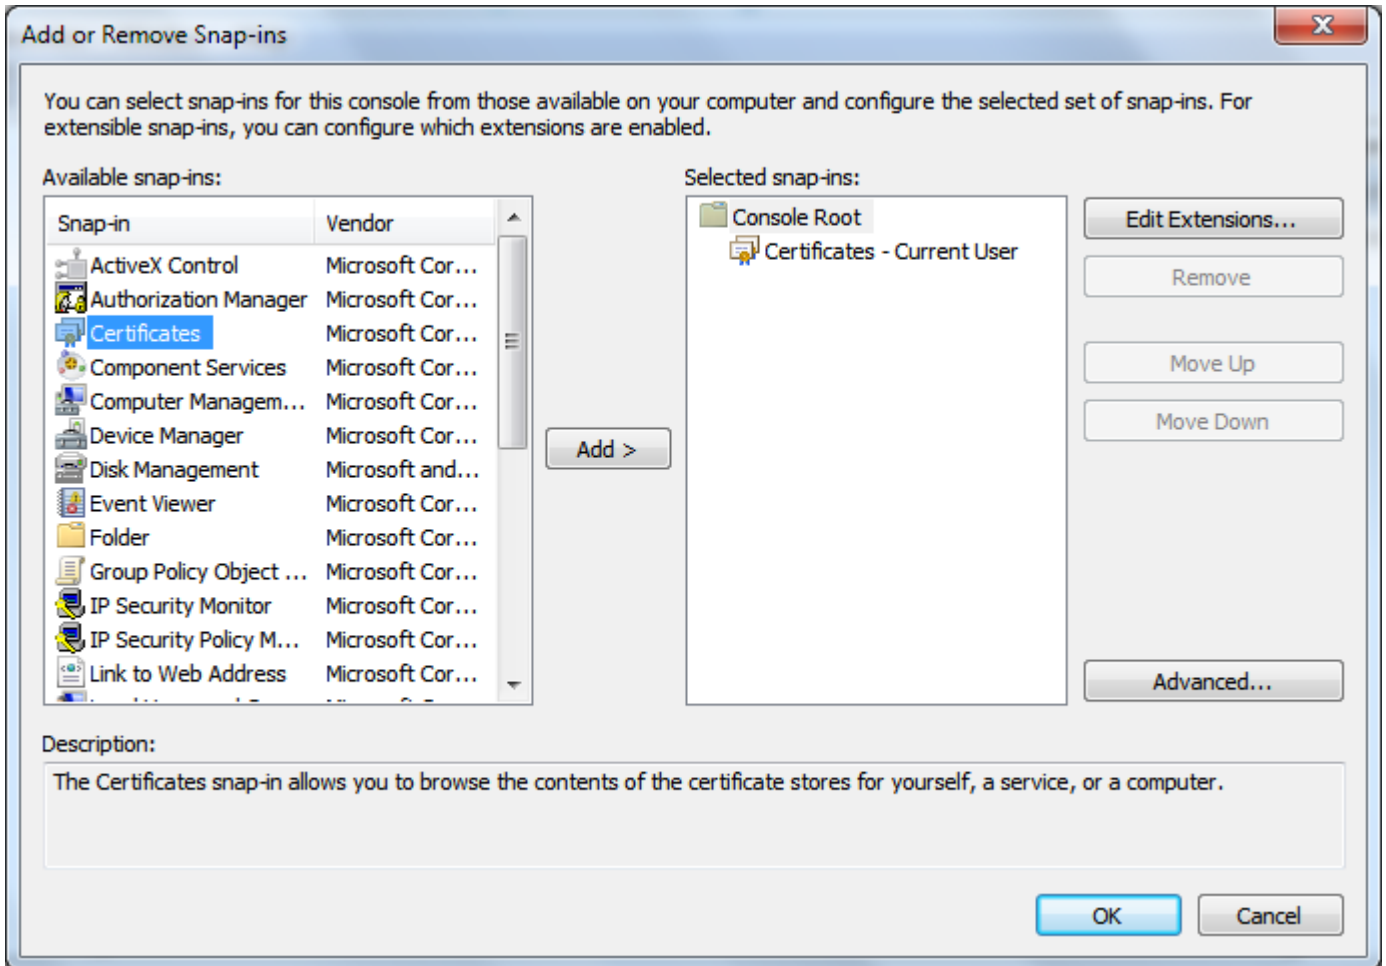 Add or Remove Snap-ins
You can select snap-ins for this console from those available on your computer and configure the selected set of snap-ins. For
extensible snap-ins, you can configure which extensions are enabled.
Available snap-ins:
Snap-in Vendor
ActiveX Control Microsoft Cor...
Authorization Manager Microsoft Cor...
Certificates Microsoft Cor...
Component Services Microsoft Cor...
Computer Managem... Microsoft Cor...
Device Manager Microsoft Cor...
Disk Management Microsoft and...
Event Viewer Microsoft Cor...
Folder Microsoft Cor...
Group Policy Object ... Microsoft Cor...
IP Security Monitor Microsoft Cor...
IP Security Policy M... Microsoft Cor...
Link to Web Address Microsoft Cor...
Add >
Selected snap-ins:
Console Root
Certificates - Current User
Edit Extensions...
Remove
Move Up
Move Down
Advanced...
Description:
The Certificates snap-in allows you to browse the contents of the certificate stores for yourself, a service, or a computer.
OK
Cancel